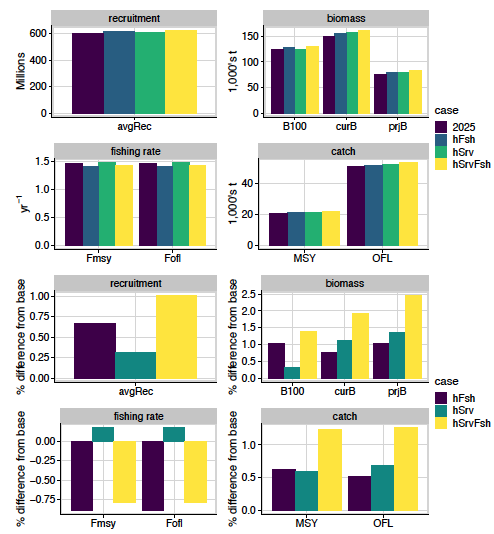 recruitment
Millions
600
400
200
0
avgRec
biomass
1,000's t
150
100
50
0
B100 curB prjB
fishing rate
yr⁻¹
1.5
1.0
0.5
0.0
Fmsy Fofl
catch
1,000's t
40
20
0
MSY OFL
case
2025
hFsh
hSrv
hSrvFsh
recruitment
% difference from base
1.00
0.75
0.50
0.25
0.00
avgRec
biomass
% difference from base
2.5
2.0
1.5
1.0
0.5
0.0
B100 curB prjB
fishing rate
% difference from base
0.00
−0.25
−0.50
−0.75
Fmsy Fofl
catch
% difference from base
1.0
0.5
0.0
MSY OFL
case
hFsh
hSrv
hSrvFsh